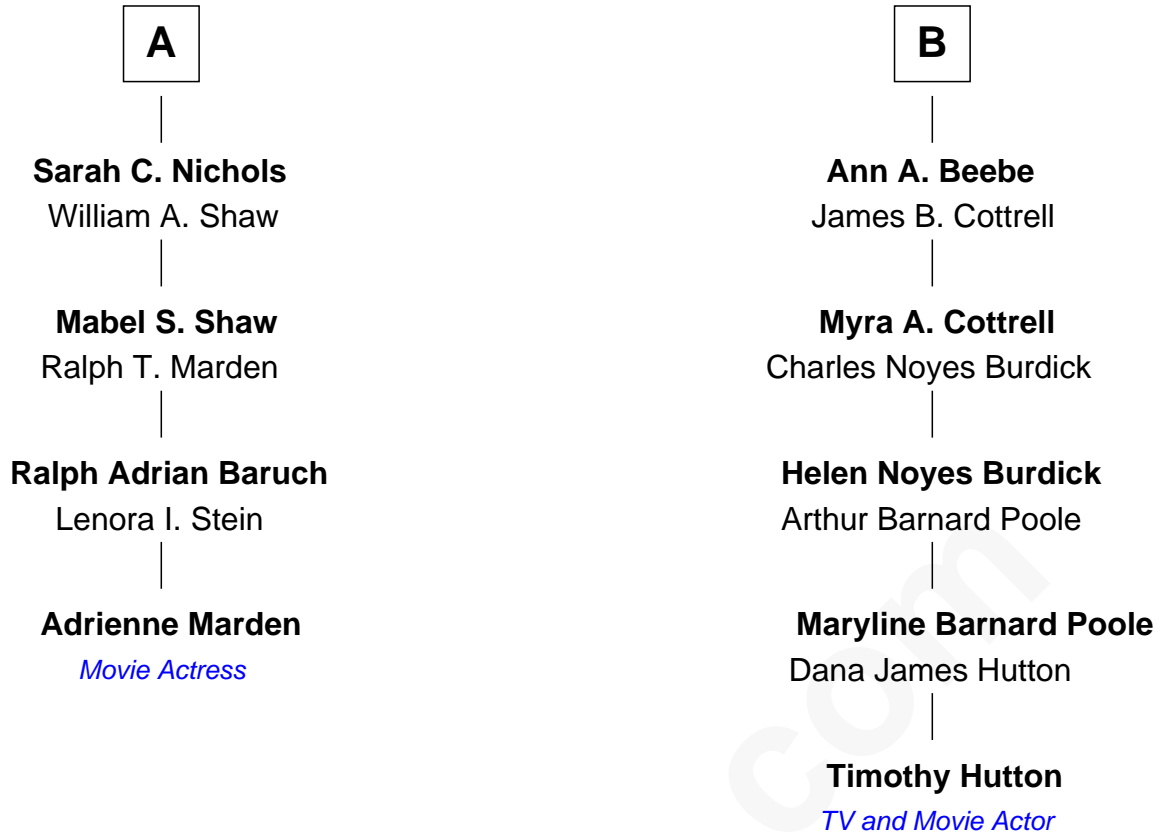 A
Sarah C. Nichols
William A. Shaw
Mabel S. Shaw
Ralph T. Marden
Ralph Adrian Baruch
Lenora I. Stein
Adrienne Marden
Movie Actress
B
Ann A. Beebe
James B. Cottrell
Myra A. Cottrell
Charles Noyes Burdick
Helen Noyes Burdick
Arthur Barnard Poole
Maryline Barnard Poole
Dana James Hutton
Timothy Hutton
TV and Movie Actor
com